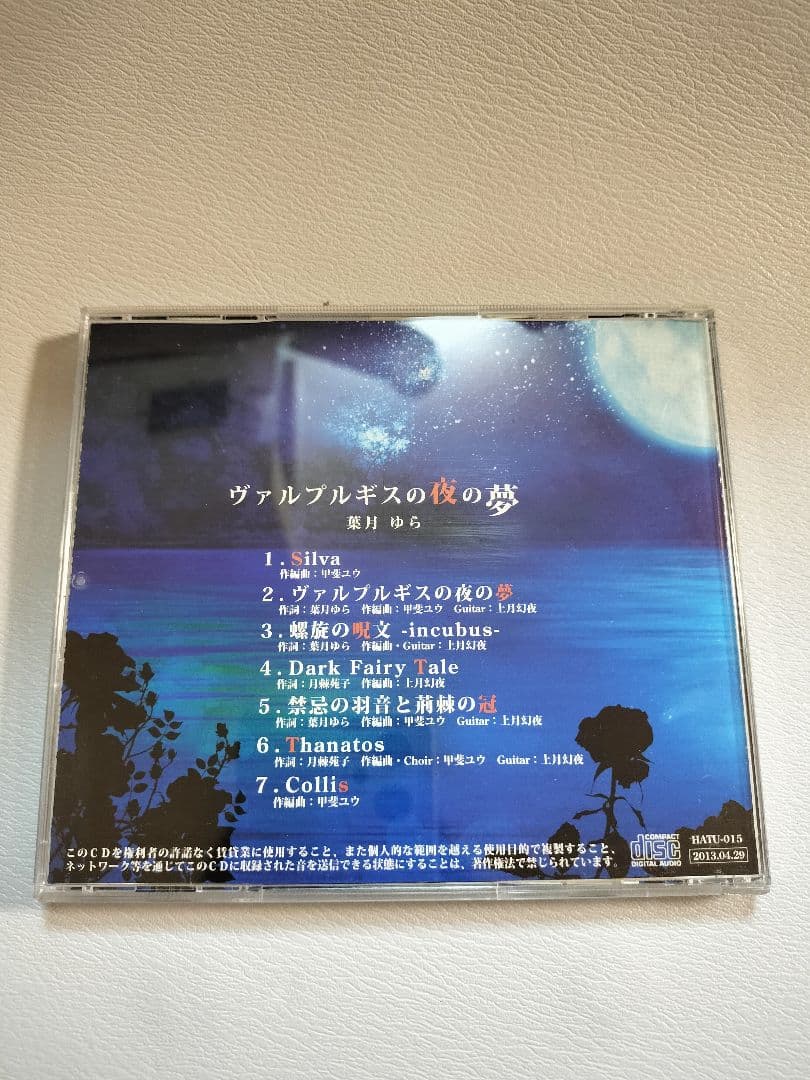 ヴァルプルギスの夜の夢
葉月 ゆら
1. Silva
作編曲：甲斐ユウ
2. ヴァルプルギスの夜の夢
作詞：葉月ゆら 作編曲：甲斐ユウ Guitar：上月幻夜
3. 螺旋の呪文 -incubus-
作詞：葉月ゆら 作編曲・Guitar：上月幻夜
4. Dark Fairy Tale
作詞：月棘苑子 作編曲：上月幻夜
5. 禁忌の羽音と荊棘の冠
作詞：葉月ゆら 作編曲：甲斐ユウ Guitar：上月幻夜
6. Thanatos
作詞：月棘苑子 作編曲・Choir：甲斐ユウ Guitar：上月幻夜
7. Collis
作編曲：甲斐ユウ
このCDを権利者の許諾なく賃貸業に使用すること、また個人的な範囲を越える使用目的で複製すること、
ネットワーク等を通じてこのCDに収録された音を送信できる状態にすることは、著作権法で禁じられています。
COMPACT
disc
DIGITAL AUDIO
HATU-015
2013.04.29